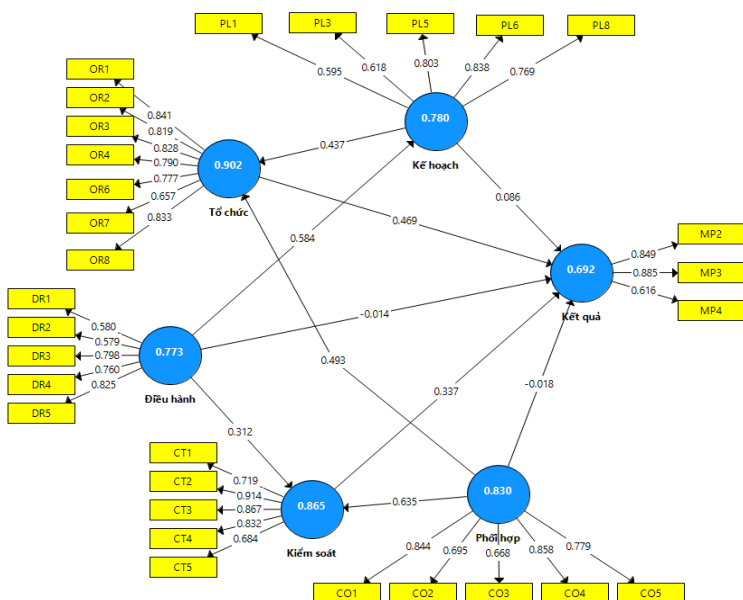 PL1
PL3
PL5
PL6
PL8
0.595
0.618
0.803
0.838
0.769
OR1
OR2
OR3
OR4
OR6
OR7
OR8
0.841
0.819
0.828
0.790
0.777
0.657
0.833
0.902
Tổ chức
0.780
Kế hoạch
0.437
0.086
0.469
0.584
0.692
Kết quả
0.849
0.885
0.616
MP2
MP3
MP4
DR1
DR2
DR3
DR4
DR5
0.580
0.579
0.798
0.760
0.825
0.773
Điều hành
-0.014
0.493
0.337
-0.018
0.312
CT1
CT2
CT3
CT4
CT5
0.719
0.914
0.867
0.832
0.684
0.865
Kiểm soát
0.635
0.830
Phối hợp
0.844
0.695
0.668
0.858
0.779
CO1
CO2
CO3
CO4
CO5